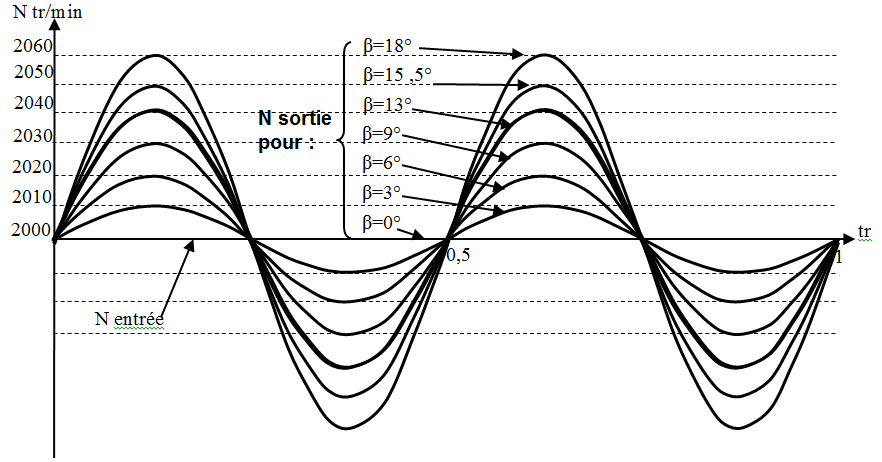 N tr/min
2060
2050
2040
2030
2020
2010
2000
N sortie
pour :
β=18°
β=15 ,5°
β=13°
β=9°
β=6°
β=3°
β=0°
tr
0,5
1
N entrée